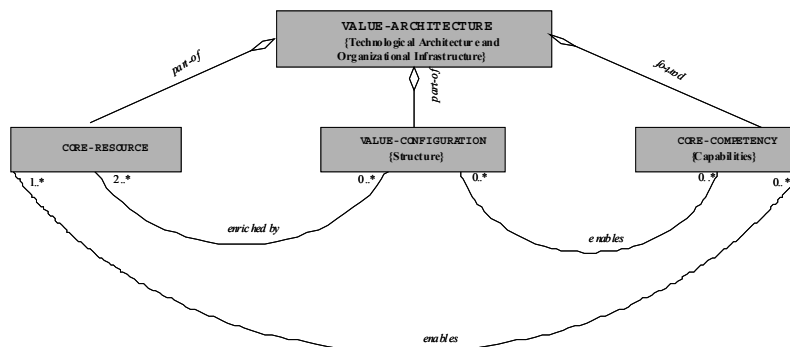 VALUE-ARCHITECTURE
{Technological Architecture and
Organizational Infrastructure}
part-of
part-of
part-of
CORE-RESOURCE
VALUE-CONFIGURATION
{Structure}
CORE-COMPETENCY
{Capabilities}
1..*
2..*
0..*
0..*
0..*
0..*
enriched by
enables
enables